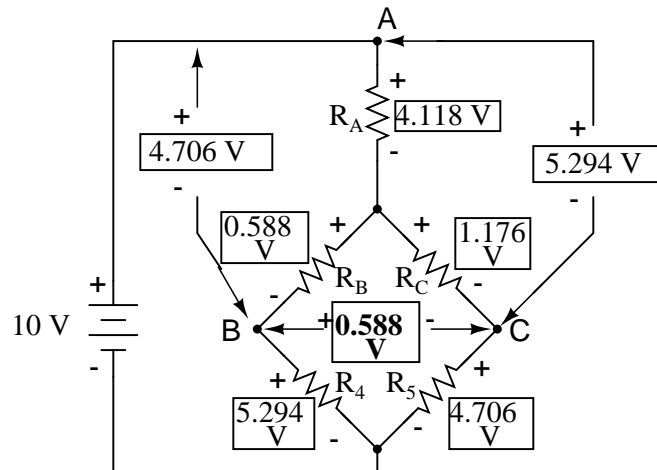 A
+
+
+
R_A
4.118 V
4.706 V
5.294 V
-
-
-
0.588
V
+
+
1.176
V
-
R_B
R_C
-
+
10 V
B
+
0.588
V
-
C
-
+
R_4
R_5
+
5.294
V
-
-
4.706
V